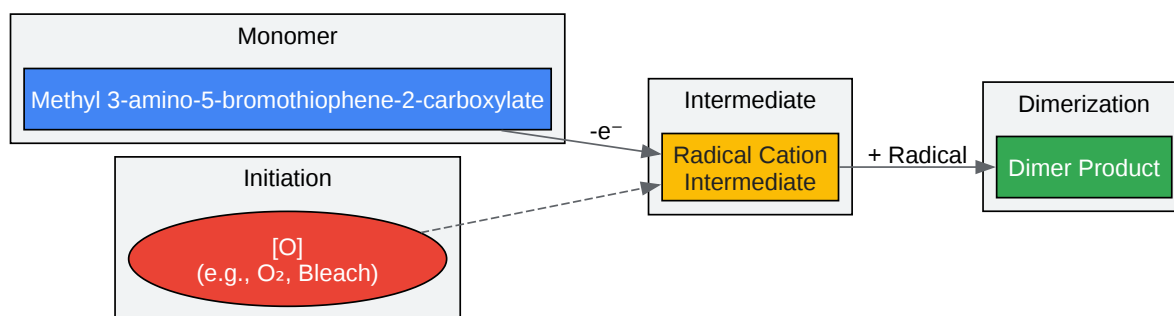 Monomer
Methyl 3-amino-5-bromothiophene-2-carboxylate
Initiation
[O]
(e.g., O₂, Bleach)
-e⁻
Intermediate
Radical Cation
Intermediate
+ Radical
Dimerization
Dimer Product